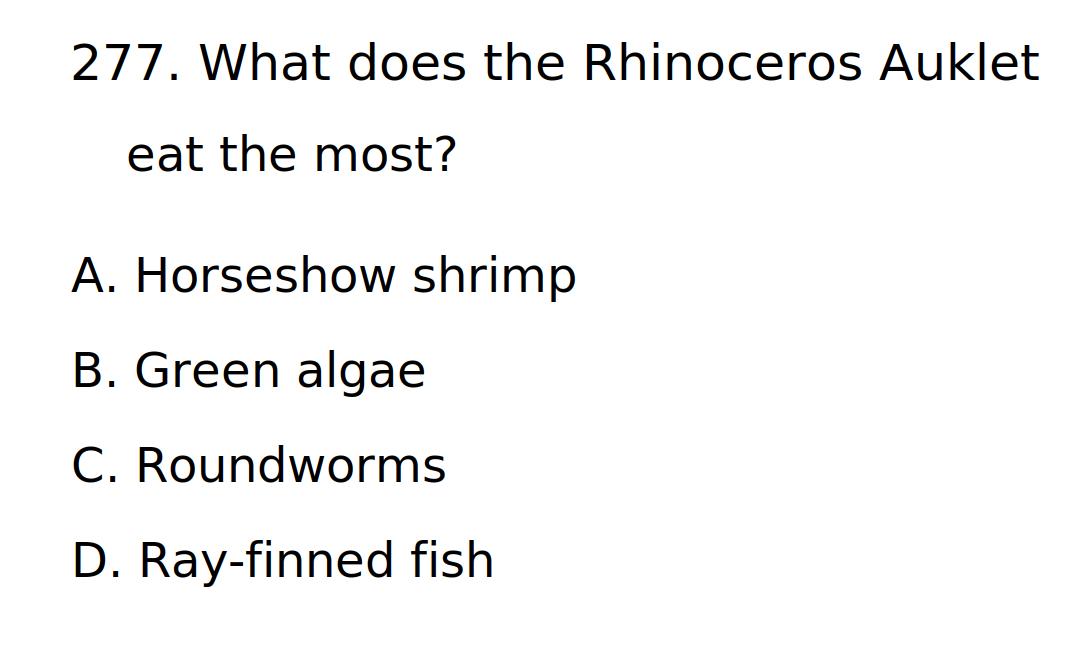 277. What does the Rhinoceros Auklet
eat the most?
A. Horseshow shrimp
B. Green algae
C. Roundworms
D. Ray-finned fish